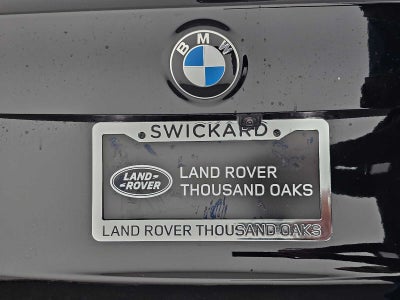 BMW
SWICKARD
LAND
ROVER
LAND ROVER
THOUSAND OAKS
LAND ROVER THOUSAND OAKS